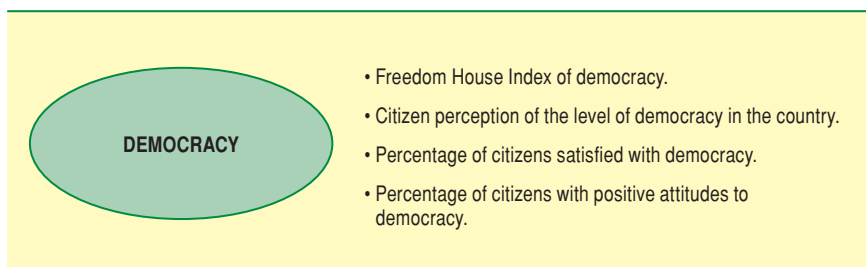 DEMOCRACY
• Freedom House Index of democracy.
• Citizen perception of the level of democracy in the country.
• Percentage of citizens satisfied with democracy.
• Percentage of citizens with positive attitudes to
democracy.